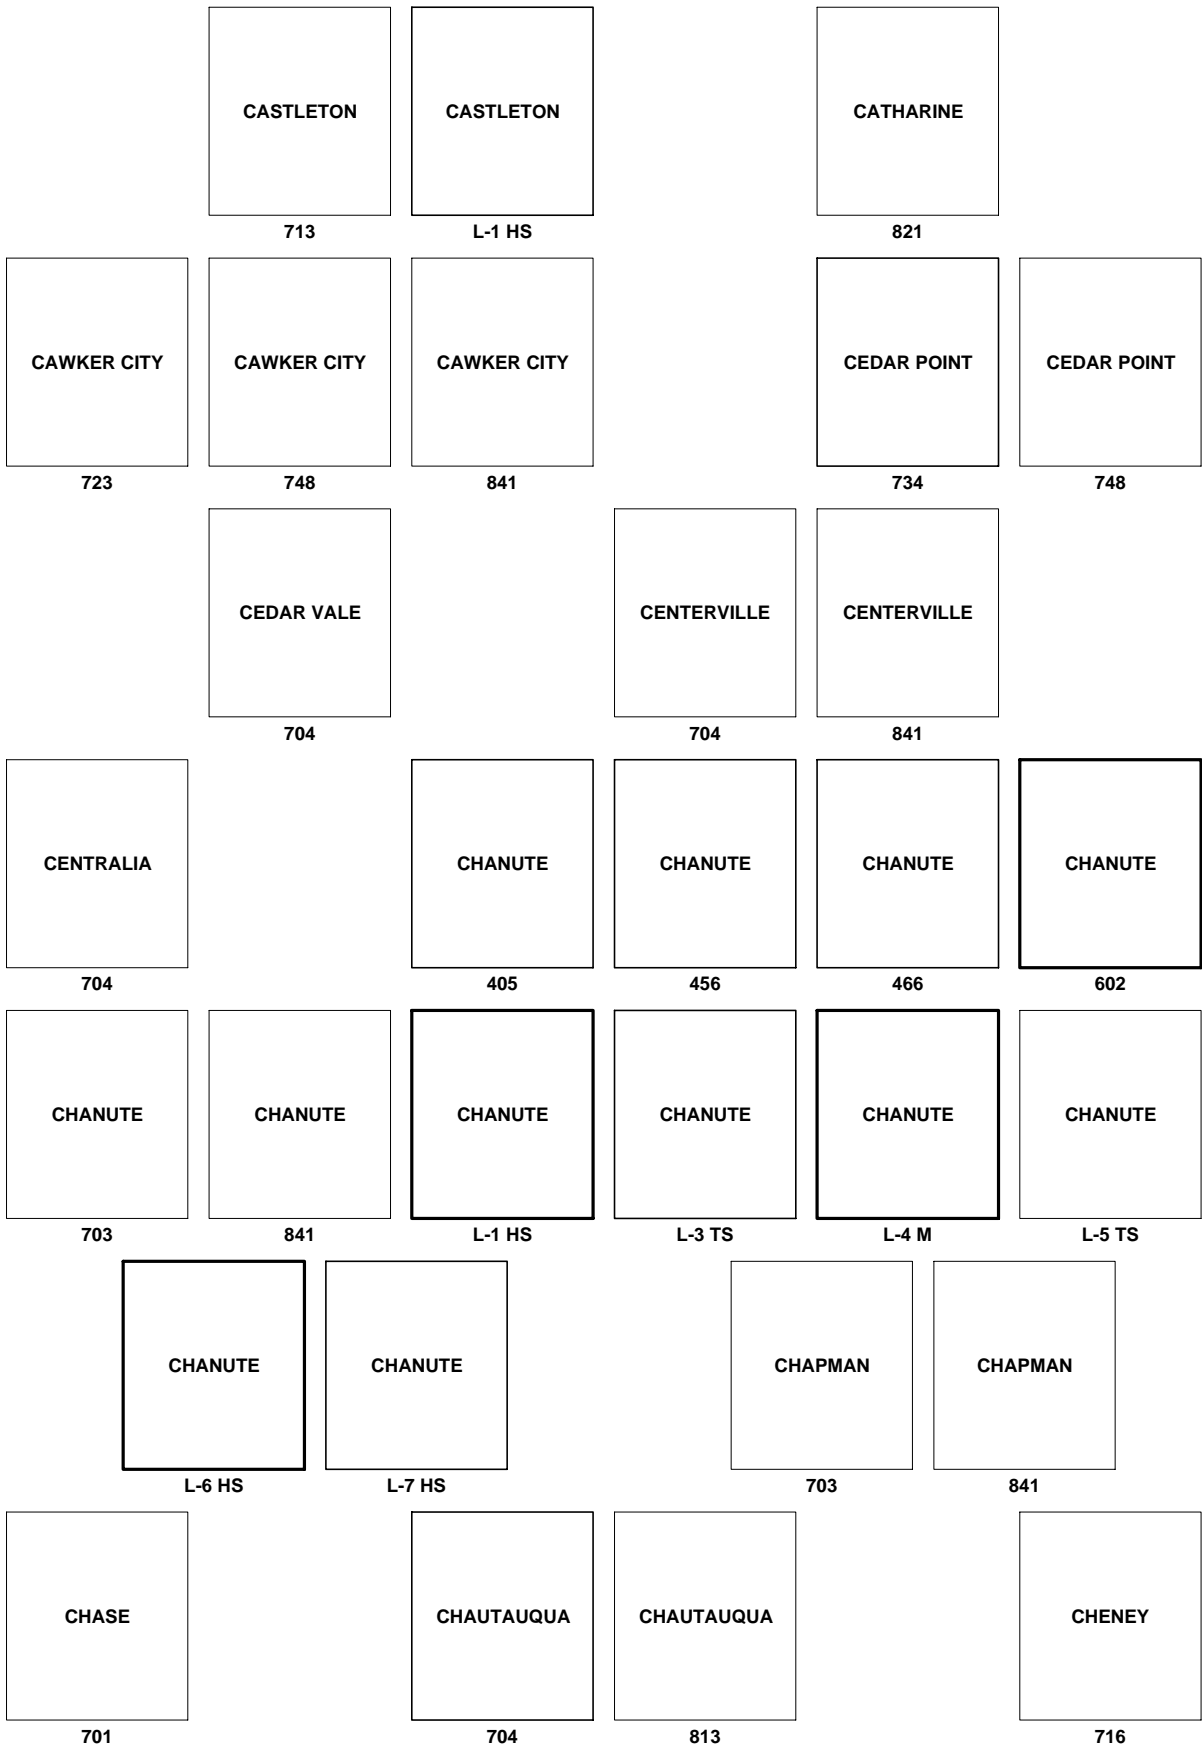 CASTLETON CASTLETON CATHARINE
713 L-1 HS 821
CAWKER CITY CAWKER CITY CAWKER CITY CEDAR POINT CEDAR POINT
723 748 841 734 748
CEDAR VALE CENTERVILLE CENTERVILLE
704 704 841
CENTRALIA CHANUTE CHANUTE CHANUTE CHANUTE
704 405 456 466 602
CHANUTE CHANUTE CHANUTE CHANUTE CHANUTE CHANUTE
703 841 L-1 HS L-3 TS L-4 M L-5 TS
CHANUTE CHANUTE CHAPMAN CHAPMAN
L-6 HS L-7 HS 703 841
CHASE CHAUTAUQUA CHAUTAUQUA CHENEY
701 704 813 716